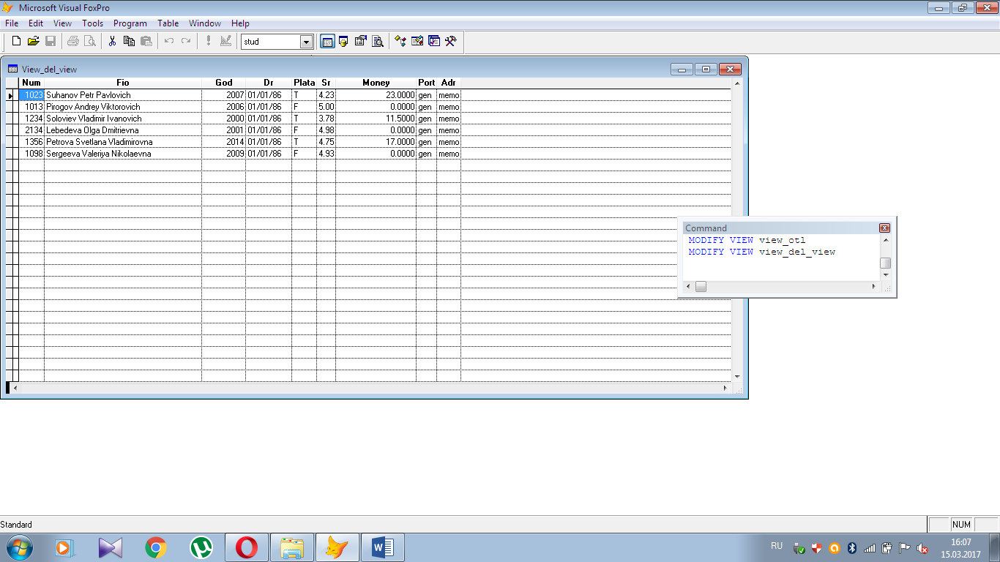 Microsoft Visual FoxPro
File Edit View Tools Program Table Window Help
stud
View_del_view
Num Fio God Dr Plata Sr Money Port Adr
1023 Suhanov Petr Pavlovich 2007 01/01/86 T 4.23 23.0000 gen memo
1013 Pirogov Andrey Viktorovich 2006 01/01/86 F 5.00 0.0000 gen memo
1234 Soloviev Vladimir Ivanovich 2000 01/01/86 T 3.78 11.5000 gen memo
2134 Lebedeva Olga Dmitrievna 2001 01/01/86 F 4.98 0.0000 gen memo
1356 Petrova Svetlana Vladimirovna 2014 01/01/86 T 4.75 17.0000 gen memo
1098 Sergeeva Valeriya Nikolaevna 2009 01/01/86 F 4.93 0.0000 gen memo
Command
MODIFY VIEW view_otl
MODIFY VIEW view_del_view
Standard
NUM
RU
16:07
15.03.2017